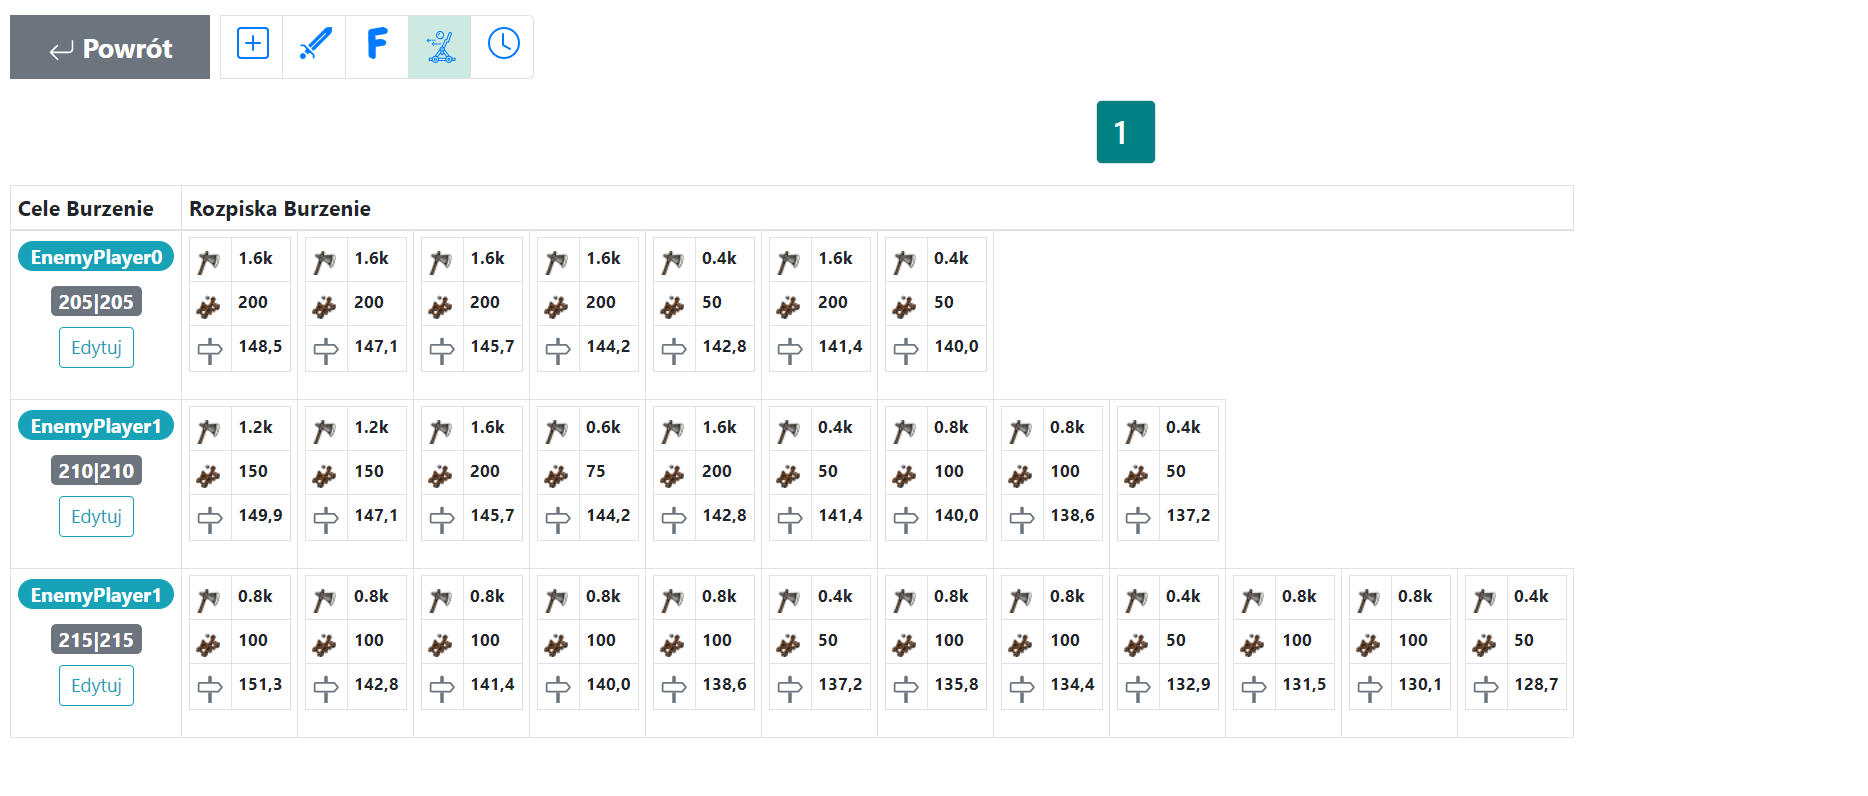 Powrót
F
1
Cele Burzenie Rozpiska Burzenie
EnemyPlayer0
205|205
Edytuj
1.6k 1.6k 1.6k 1.6k 0.4k 1.6k 0.4k
200 200 200 200 50 200 50
148,5 147,1 145,7 144,2 142,8 141,4 140,0
EnemyPlayer1
210|210
Edytuj
1.2k 1.2k 1.6k 0.6k 1.6k 0.4k 0.8k 0.8k 0.4k
150 150 200 75 200 50 100 100 50
149,9 147,1 145,7 144,2 142,8 141,4 140,0 138,6 137,2
EnemyPlayer1
215|215
Edytuj
0.8k 0.8k 0.8k 0.8k 0.8k 0.4k 0.8k 0.8k 0.4k 0.8k 0.8k 0.4k
100 100 100 100 100 50 100 100 50 100 100 50
151,3 142,8 141,4 140,0 138,6 137,2 135,8 134,4 132,9 131,5 130,1 128,7